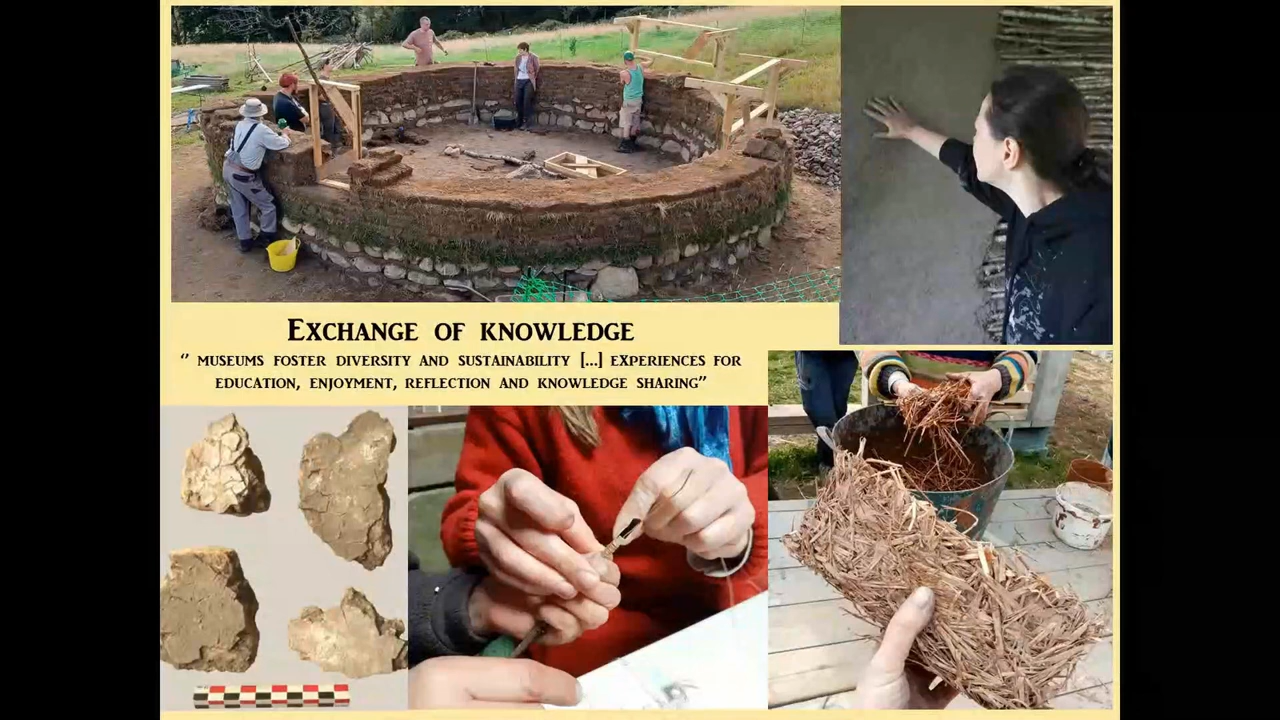 Exchange of knowledge
" museums foster diversity and sustainability [...] experiences for
education, enjoyment, reflection and knowledge sharing"